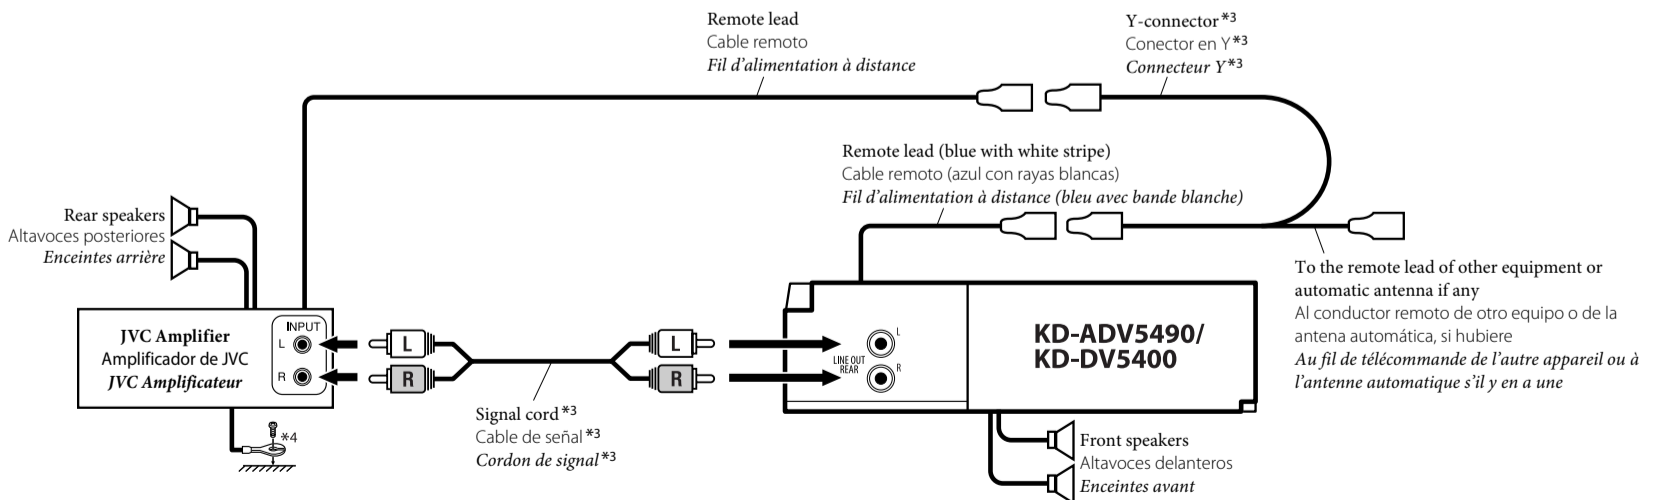 Remote lead
Cable remoto
Fil d'alimentation à distance
Y-connector*3
Conector en Y*3
Connecteur Y*3
Remote lead (blue with white stripe)
Cable remoto (azul con rayas blancas)
Fil d'alimentation à distance (bleu avec bande blanche)
Rear speakers
Altavoces posteriores
Enceintes arrière
To the remote lead of other equipment or
automatic antenna if any
Al conductor remoto de otro equipo o de la
antena automática, si hubiere
Au fil de télécommande de l'autre appareil ou à
l'antenne automatique s'il y en a une
JVC Amplifier
Amplificador de JVC
JVC Amplificateur
INPUT
L
R
L
R
L
R
LINE OUT
REAR
L
R
KD-ADV5490/
KD-DV5400
Signal cord*3
Cable de señal*3
Cordon de signal*3
*4
Front speakers
Altavoces delanteros
Enceintes avant